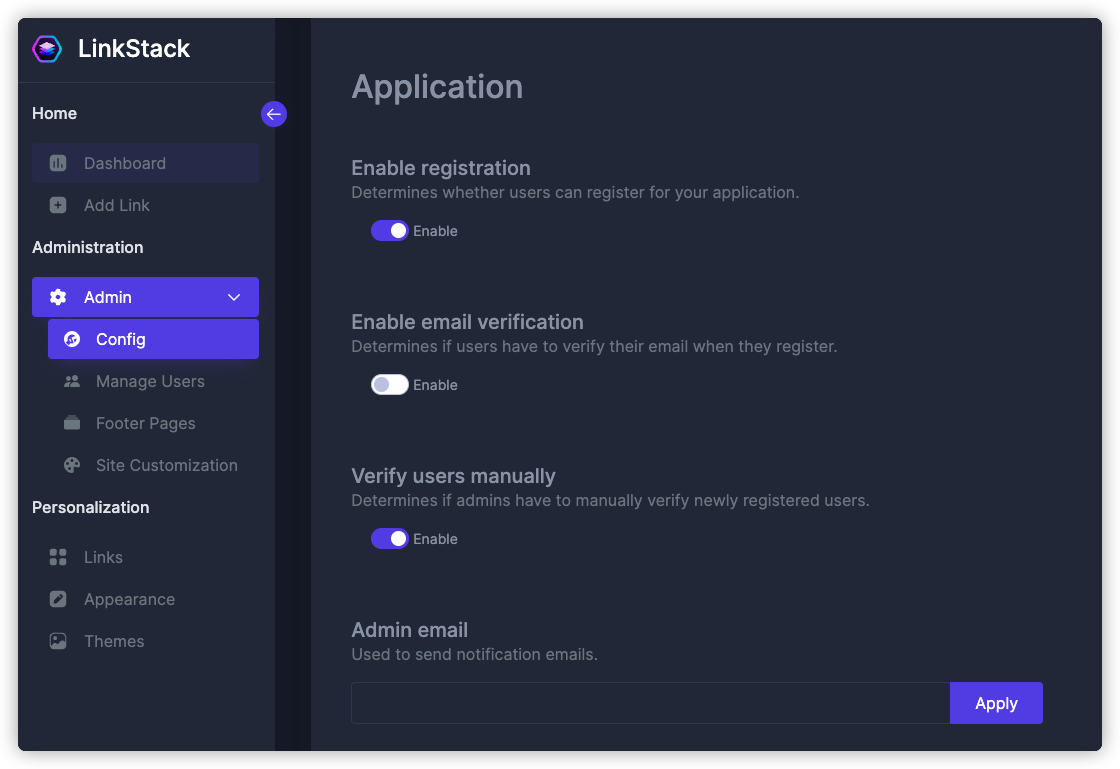 LinkStack
Home
Dashboard
Add Link
Administration
Admin
Config
Manage Users
Footer Pages
Site Customization
Personalization
Links
Appearance
Themes
Application
Enable registration
Determines whether users can register for your application.
Enable
Enable email verification
Determines if users have to verify their email when they register.
Enable
Verify users manually
Determines if admins have to manually verify newly registered users.
Enable
Admin email
Used to send notification emails.
Apply